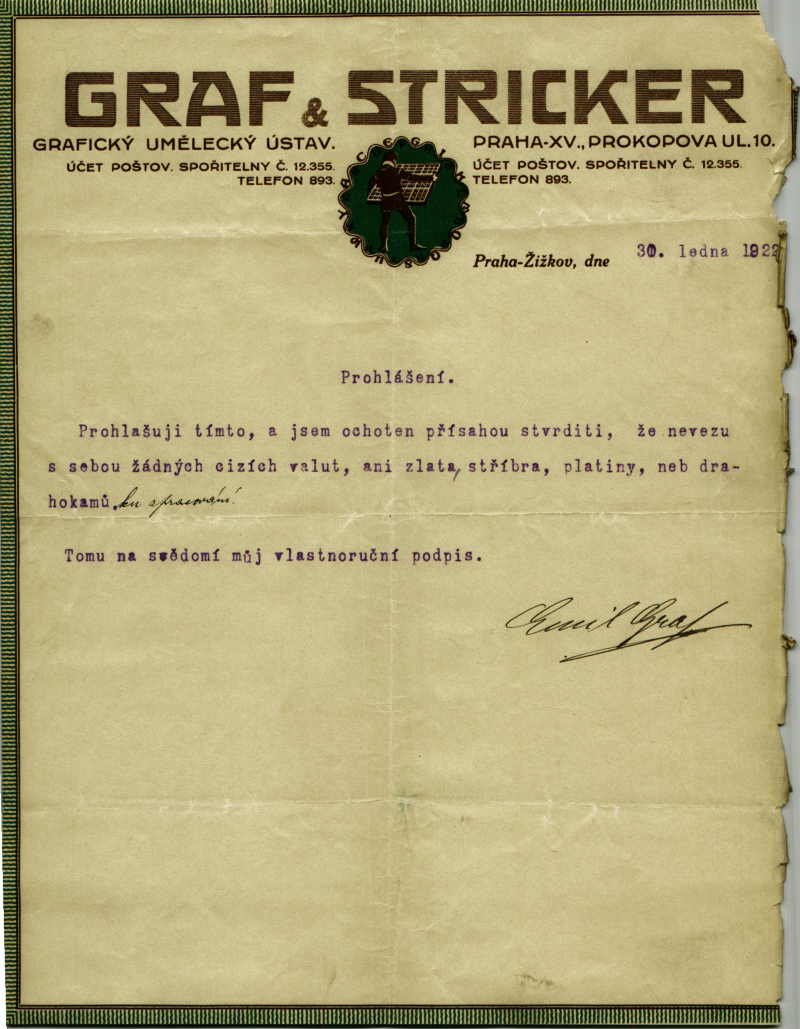 GRAF & STRICKER
GRAFICKÝ UMĚLECKÝ ÚSTAV.
ÚČET POŠTOV. SPOŘITELNY Č. 12.355.
TELEFON 893.
PRAHA-XV., PROKOPOVA UL. 10.
ÚČET POŠTOV. SPOŘITELNY Č. 12.355.
TELEFON 893.
Praha-Žižkov, dne 30. ledna 1922
Prohlášení.
Prohlašuji tímto, a jsem ochoten přísahou stvrditi, že nevezu
s sebou žádných cizích valut, ani zlata, stříbra, platiny, neb dra-
hokamů ku spracování.
Tomu na svědomí můj vlastnoruční podpis.
Emil Graf